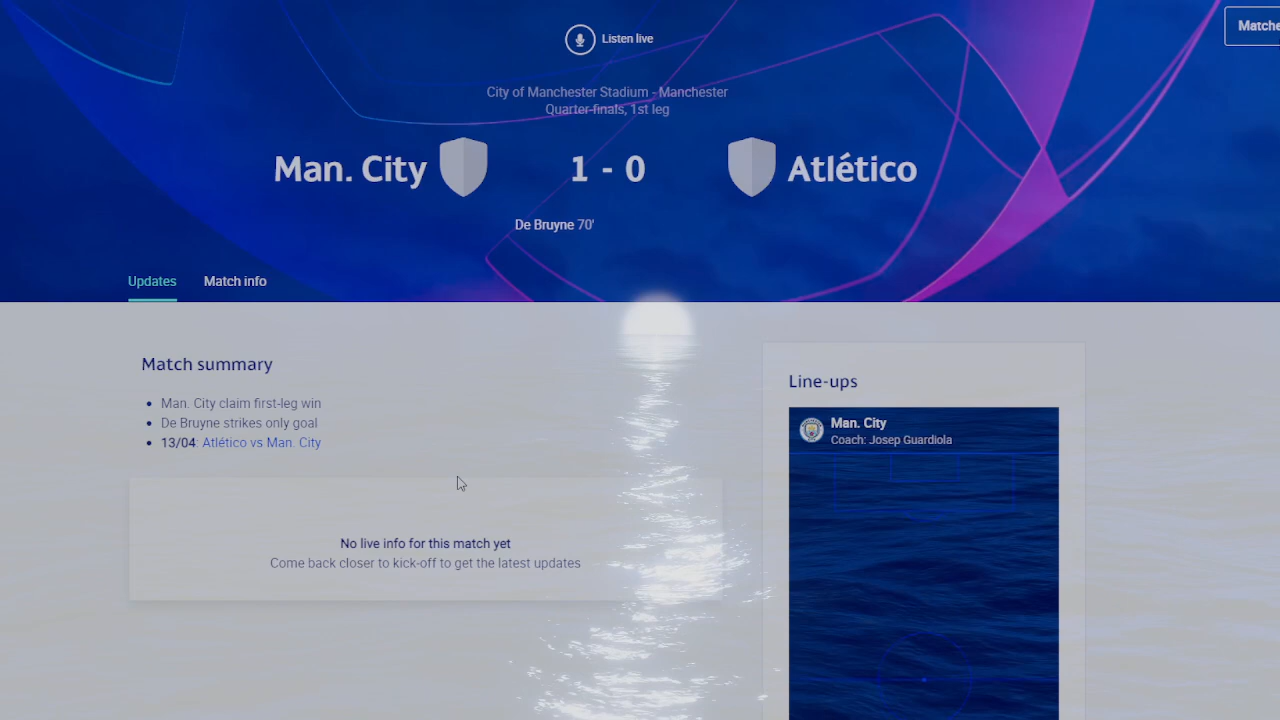 Listen live
Matche
City of Manchester Stadium - Manchester
Quarter-finals, 1st leg
Man. City 1 - 0 Atlético
De Bruyne 70'
Updates Match info
Match summary
Man. City claim first-leg win
De Bruyne strikes only goal
13/04: Atlético vs Man. City
No live info for this match yet
Come back closer to kick-off to get the latest updates
Line-ups
Man. City
Coach: Josep Guardiola